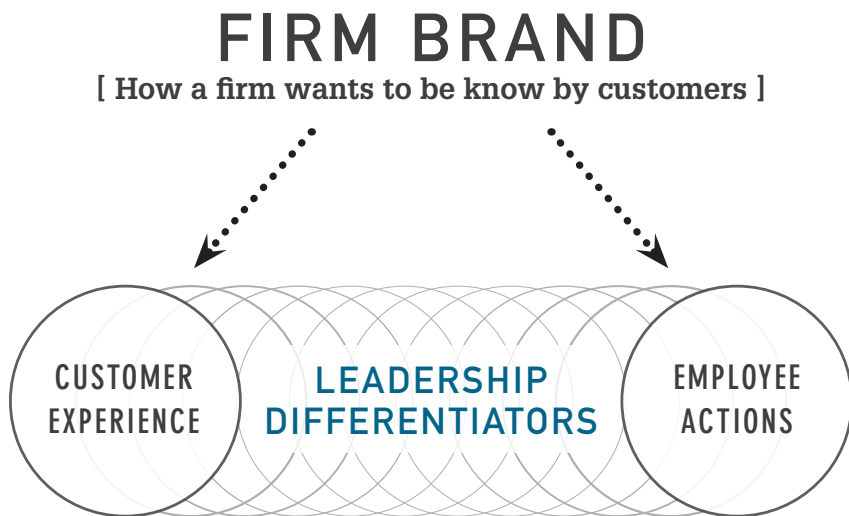 FIRM BRAND
[ How a firm wants to be know by customers ]
CUSTOMER
EXPERIENCE
LEADERSHIP
DIFFERENTIATORS
EMPLOYEE
ACTIONS